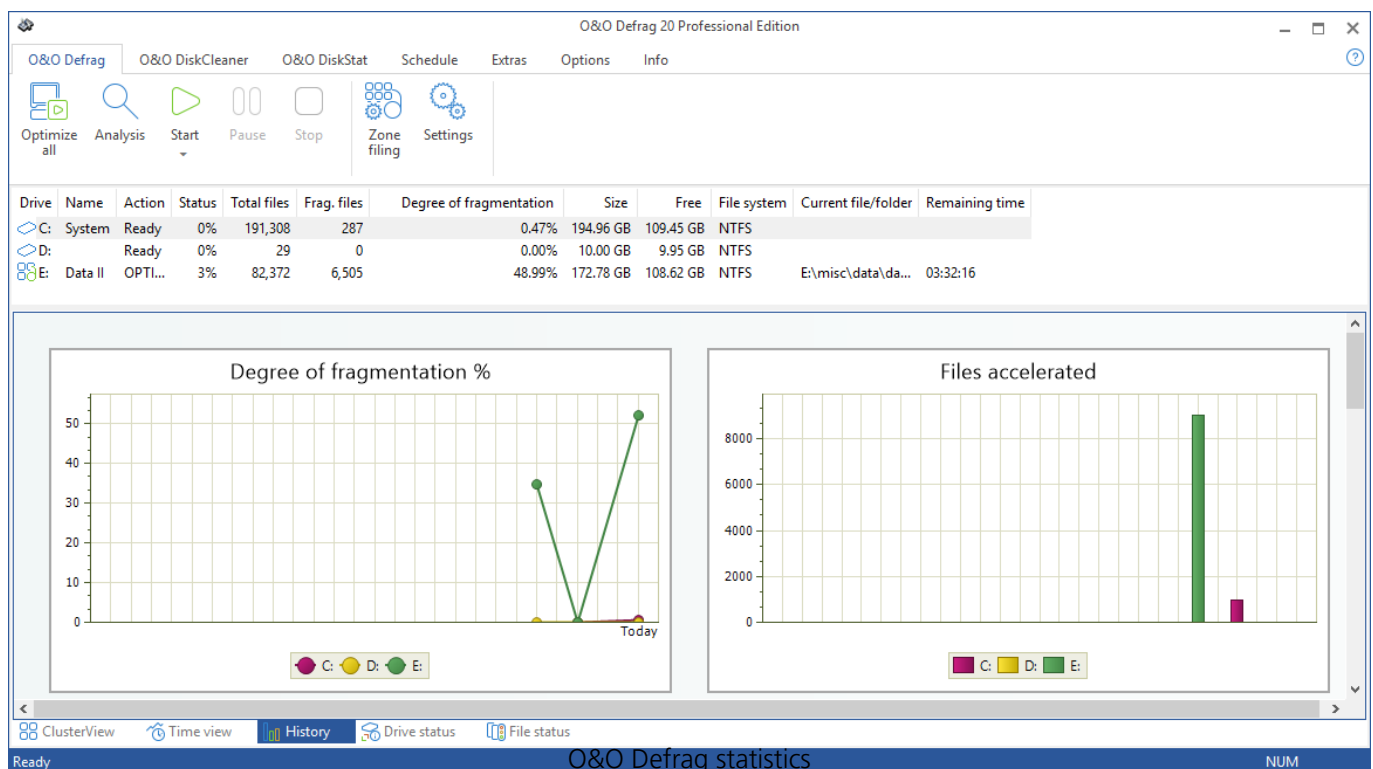 O&O Defrag 20 Professional Edition
O&O Defrag O&O DiskCleaner O&O DiskStat Schedule Extras Options Info
Optimize all Analysis Start Pause Stop Zone filing Settings
Drive Name Action Status Total files Frag. files Degree of fragmentation Size Free File system Current file/folder Remaining time
C: System Ready 0% 191,308 287 0.47% 194.96 GB 109.45 GB NTFS
D: Ready 0% 29 0 0.00% 10.00 GB 9.95 GB NTFS
E: Data II OPTI... 3% 82,372 6,505 48.99% 172.78 GB 108.62 GB NTFS E:\misc\data\da... 03:32:16
Degree of fragmentation %
50
40
30
20
10
0
Today
C: D: E:
Files accelerated
8000
6000
4000
2000
0
C: D: E:
ClusterView Time view History Drive status File status
Ready O&O Defrag statistics NUM